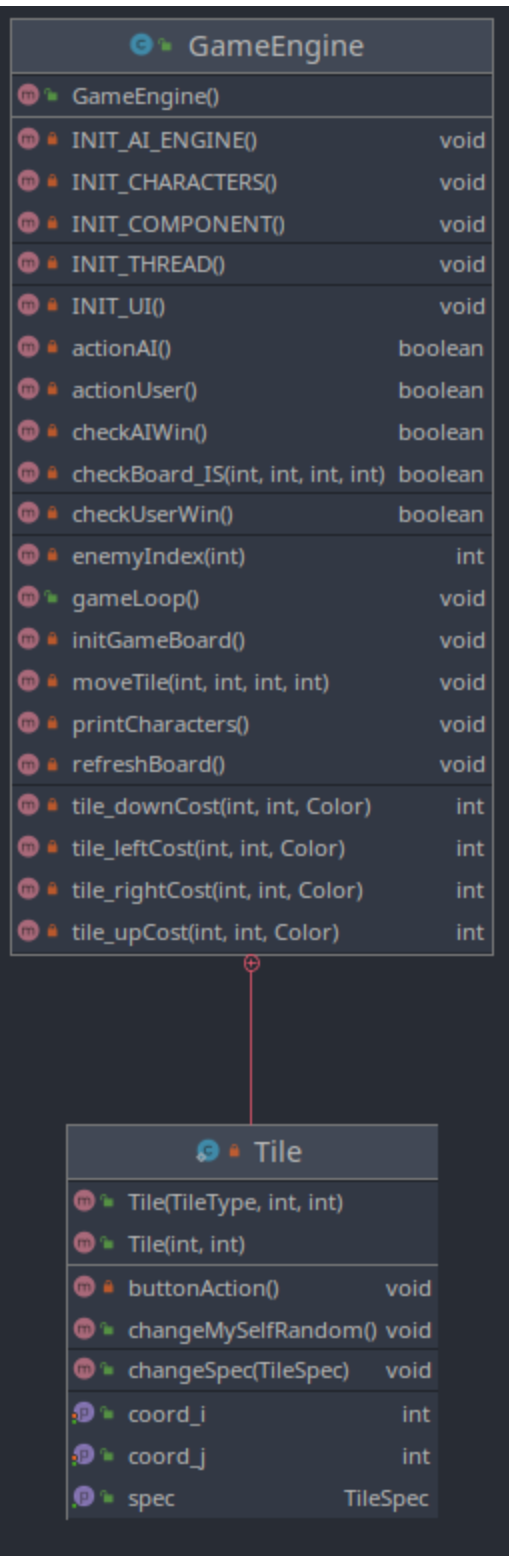 GameEngine
GameEngine()
INIT_AI_ENGINE() void
INIT_CHARACTERS() void
INIT_COMPONENT() void
INIT_THREAD() void
INIT_UI() void
actionAI() boolean
actionUser() boolean
checkAIWin() boolean
checkBoard_IS(int, int, int, int) boolean
checkUserWin() boolean
enemyIndex(int) int
gameLoop() void
initGameBoard() void
moveTile(int, int, int, int) void
printCharacters() void
refreshBoard() void
tile_downCost(int, int, Color) int
tile_leftCost(int, int, Color) int
tile_rightCost(int, int, Color) int
tile_upCost(int, int, Color) int
Tile
Tile(TileType, int, int)
Tile(int, int)
buttonAction() void
changeMySelfRandom() void
changeSpec(TileSpec) void
coord_i int
coord_j int
spec TileSpec